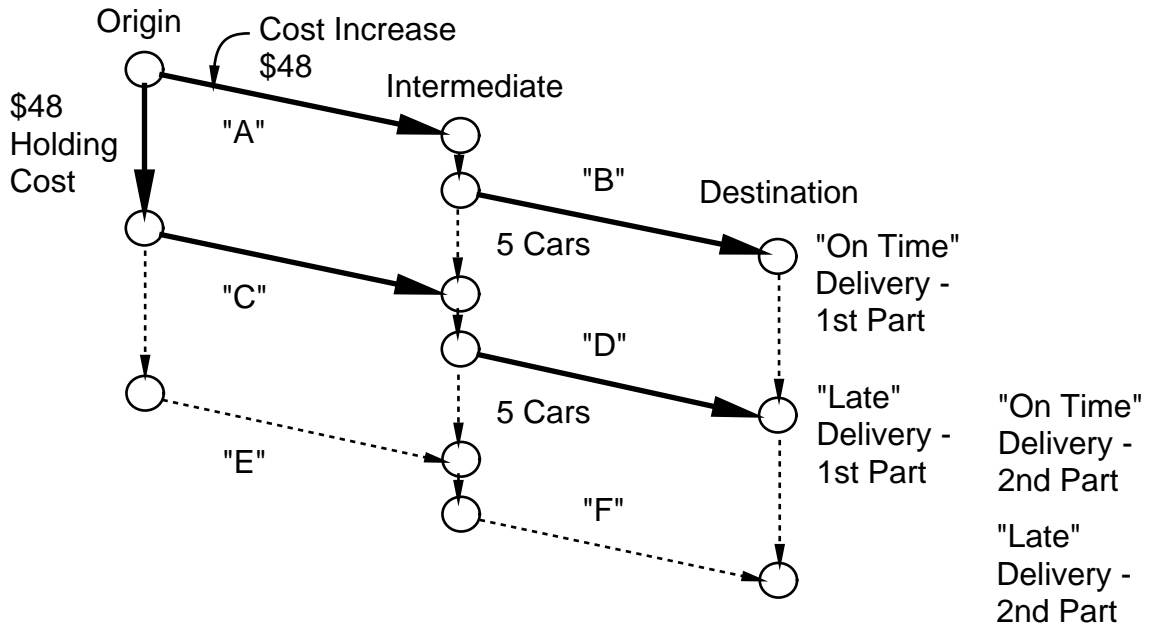 Origin
Cost Increase
$48
Intermediate
$48
Holding
Cost
"A"
"B"
Destination
5 Cars
"On Time"
Delivery -
1st Part
"C"
"D"
"Late"
Delivery -
1st Part
"On Time"
Delivery -
2nd Part
5 Cars
"E"
"F"
"Late"
Delivery -
2nd Part